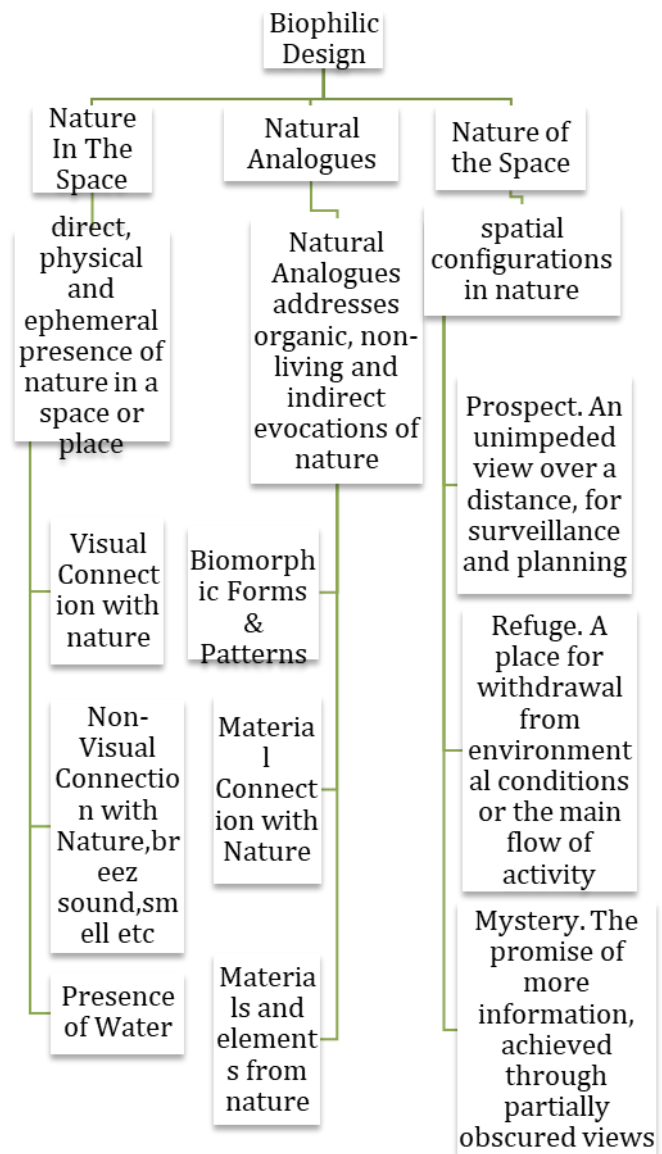 Biophilic
Design
Nature
In The
Space
Natural
Analogues
Nature of
the Space
direct,
physical
and
ephemeral
presence of
nature in a
space or
place
Natural
Analogues
addresses
organic, non-
living and
indirect
evocations of
nature
spatial
configurations
in nature
Visual
Connect
ion with
nature
Non-
Visual
Connectio
n with
Nature,br
eez
sound,sm
ell etc
Presence
of Water
Biomorph
ic Forms
&
Patterns
Materia
l
Connect
ion with
Nature
Materia
ls and
element
s from
nature
Prospect. An
unimpeded
view over a
distance, for
surveillance
and planning
Refuge. A
place for
withdrawal
from
environment
al conditions
or the main
flow of
activity
Mystery. The
promise of
more
information,
achieved
through
partially
obscured views